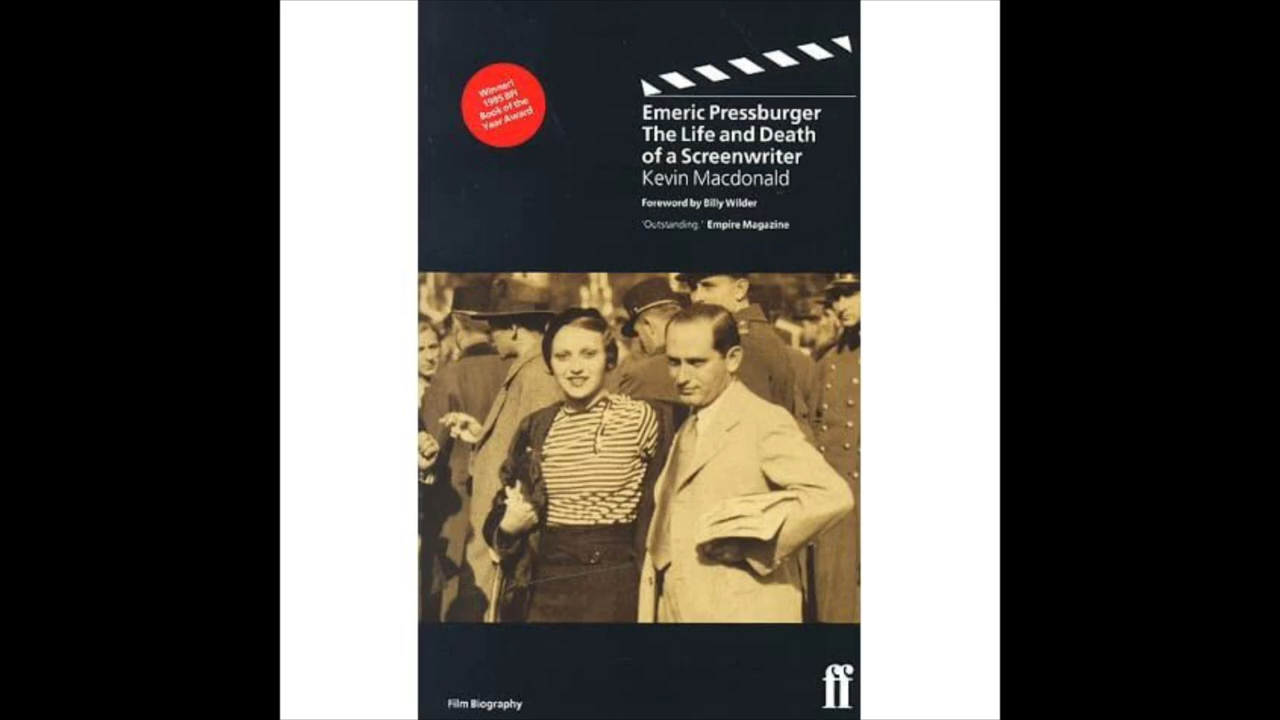 Winner!
1995 BFI
Book of the
Year Award
Emeric Pressburger
The Life and Death
of a Screenwriter
Kevin Macdonald
Foreword by Billy Wilder
'Outstanding.' Empire Magazine
Film Biography
ff